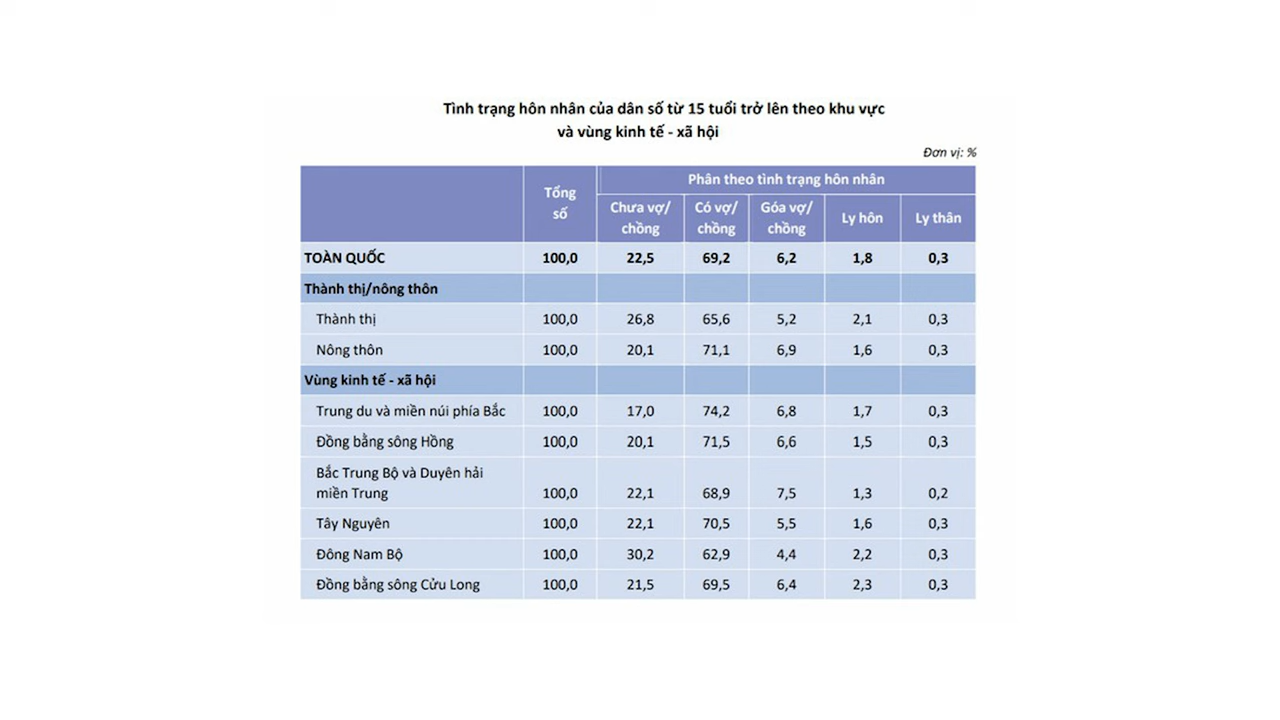 Tình trạng hôn nhân của dân số từ 15 tuổi trở lên theo khu vực
và vùng kinh tế - xã hội
Đơn vị: %
Tổng số
Phân theo tình trạng hôn nhân
Chưa vợ/ chồng
Có vợ/ chồng
Góa vợ/ chồng
Ly hôn
Ly thân
TOÀN QUỐC 100,0 22,5 69,2 6,2 1,8 0,3
Thành thị/nông thôn
Thành thị 100,0 26,8 65,6 5,2 2,1 0,3
Nông thôn 100,0 20,1 71,1 6,9 1,6 0,3
Vùng kinh tế - xã hội
Trung du và miền núi phía Bắc 100,0 17,0 74,2 6,8 1,7 0,3
Đồng bằng sông Hồng 100,0 20,1 71,5 6,6 1,5 0,3
Bắc Trung Bộ và Duyên hải
miền Trung 100,0 22,1 68,9 7,5 1,3 0,2
Tây Nguyên 100,0 22,1 70,5 5,5 1,6 0,3
Đông Nam Bộ 100,0 30,2 62,9 4,4 2,2 0,3
Đồng bằng sông Cửu Long 100,0 21,5 69,5 6,4 2,3 0,3